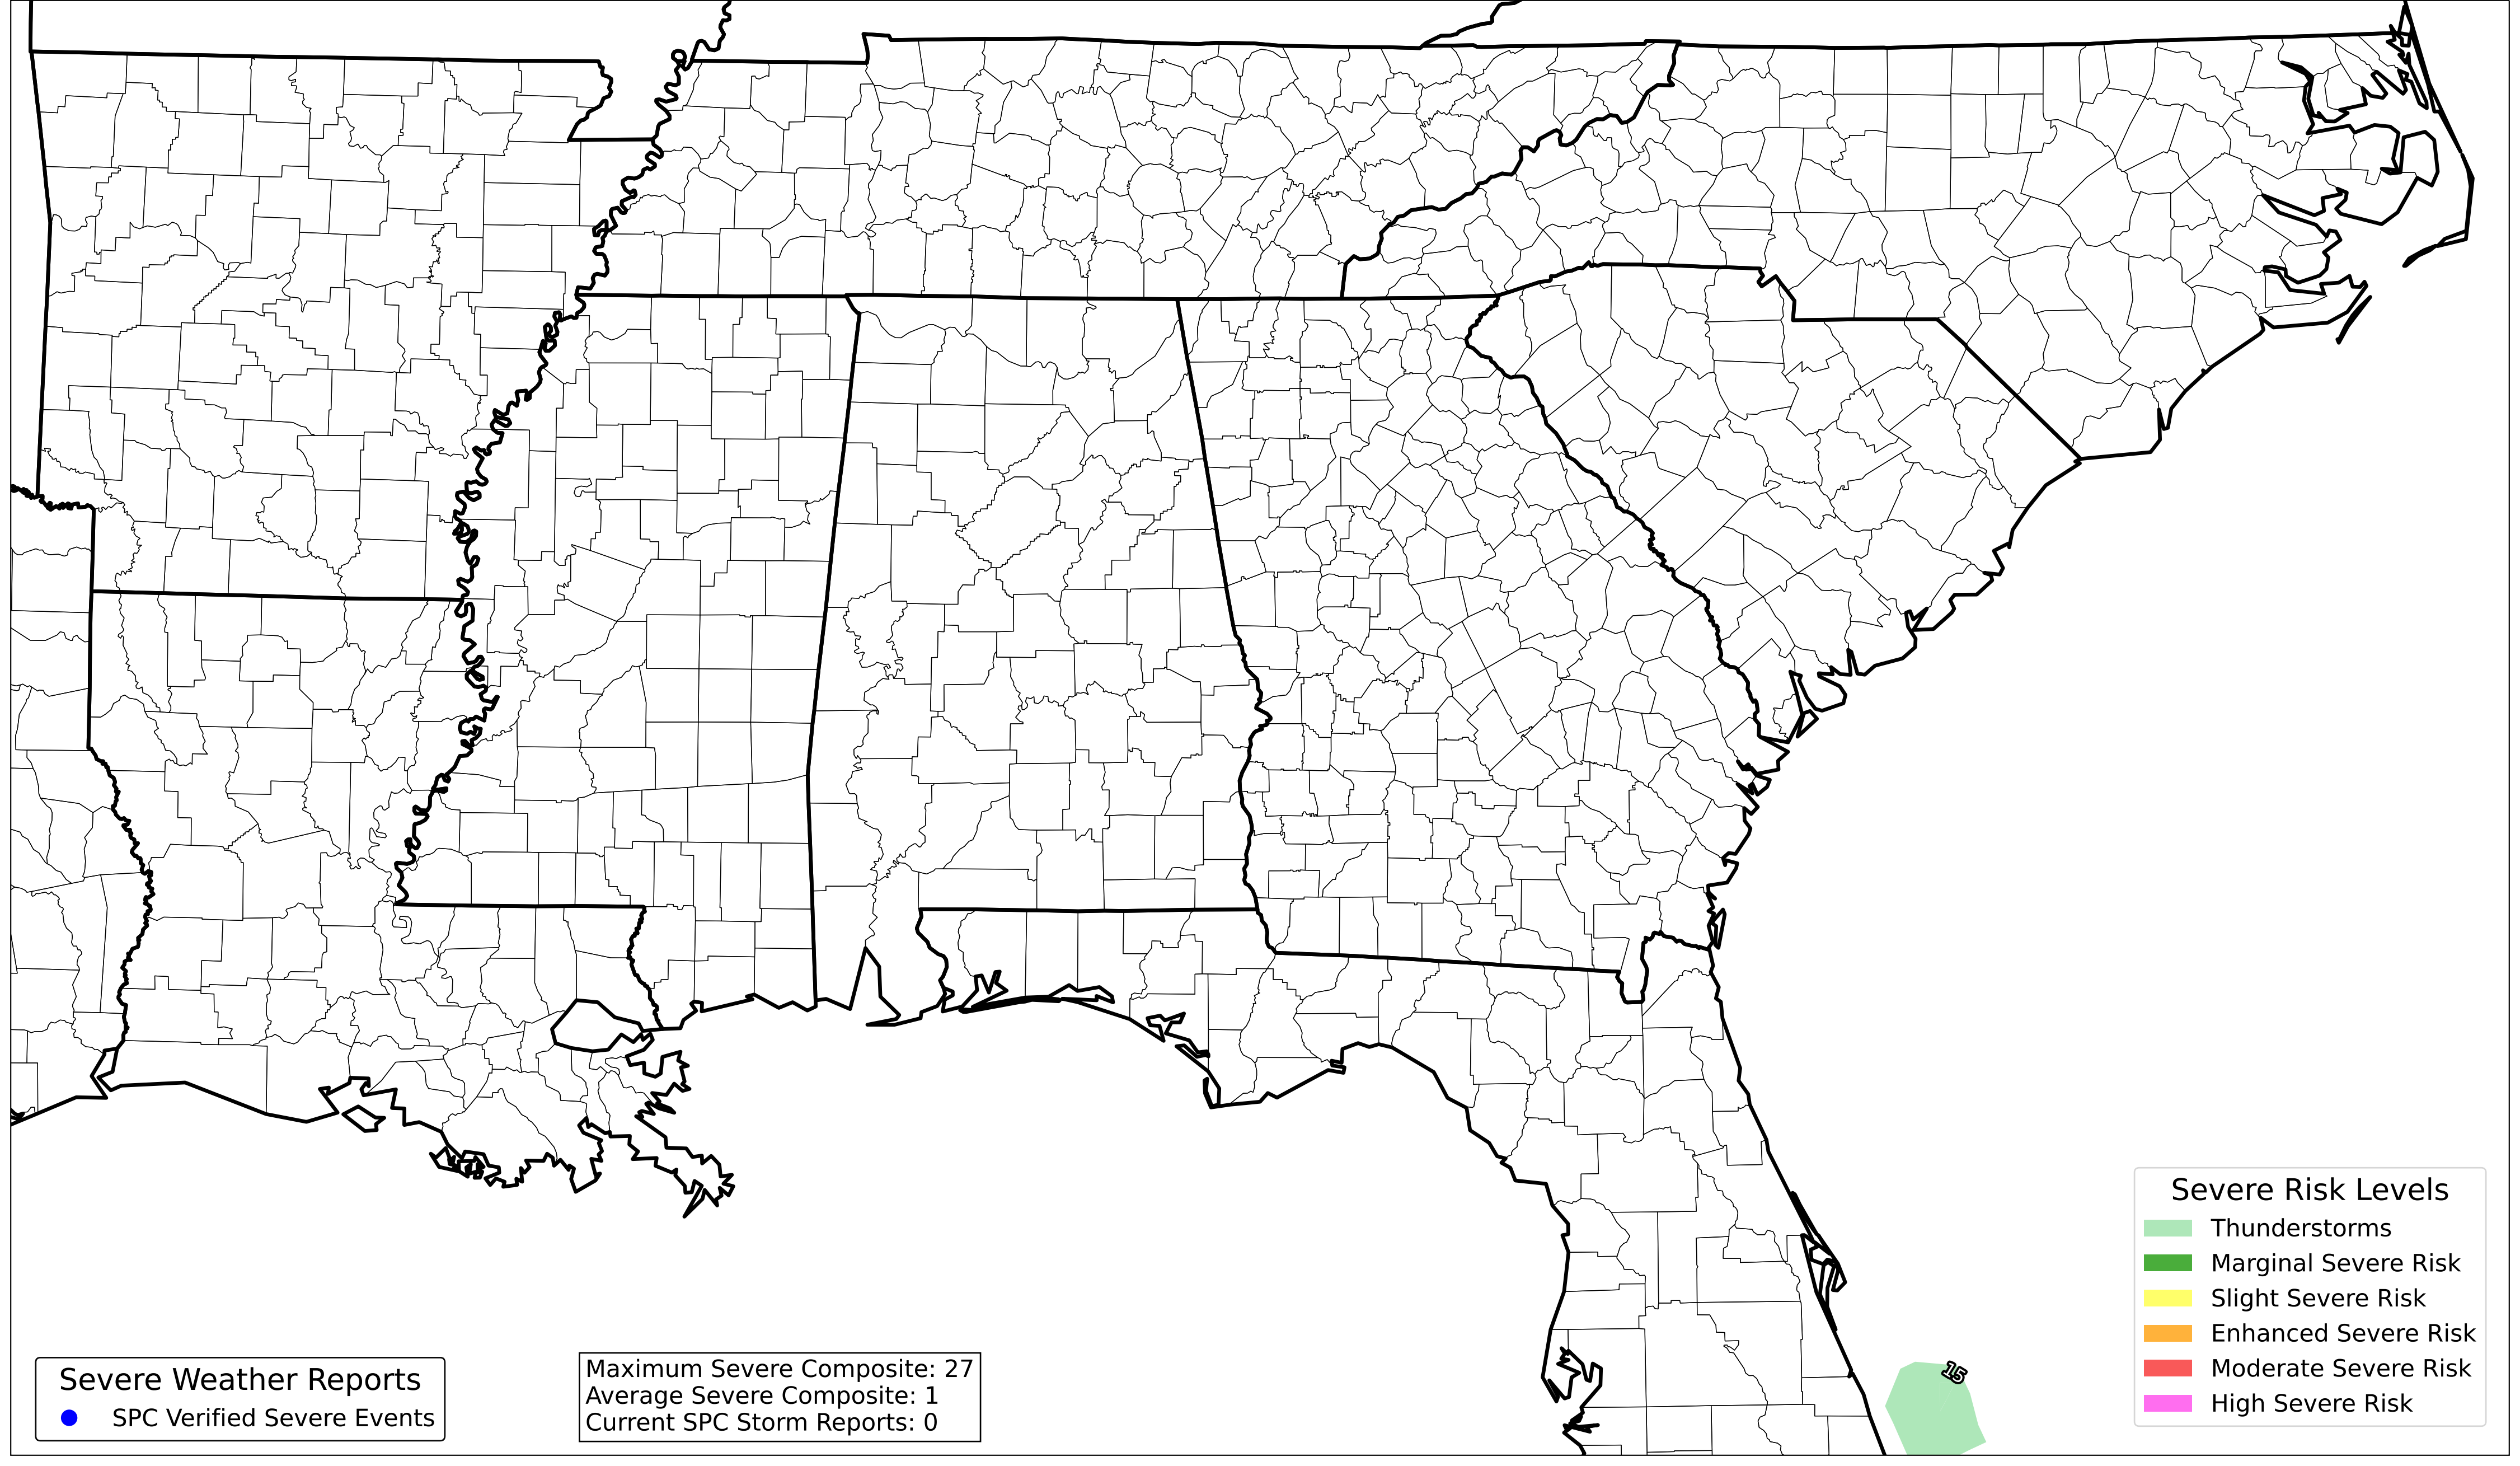 15
Severe Risk Levels
Thunderstorms
Marginal Severe Risk
Slight Severe Risk
Enhanced Severe Risk
Moderate Severe Risk
High Severe Risk
Severe Weather Reports
SPC Verified Severe Events
Maximum Severe Composite: 27
Average Severe Composite: 1
Current SPC Storm Reports: 0